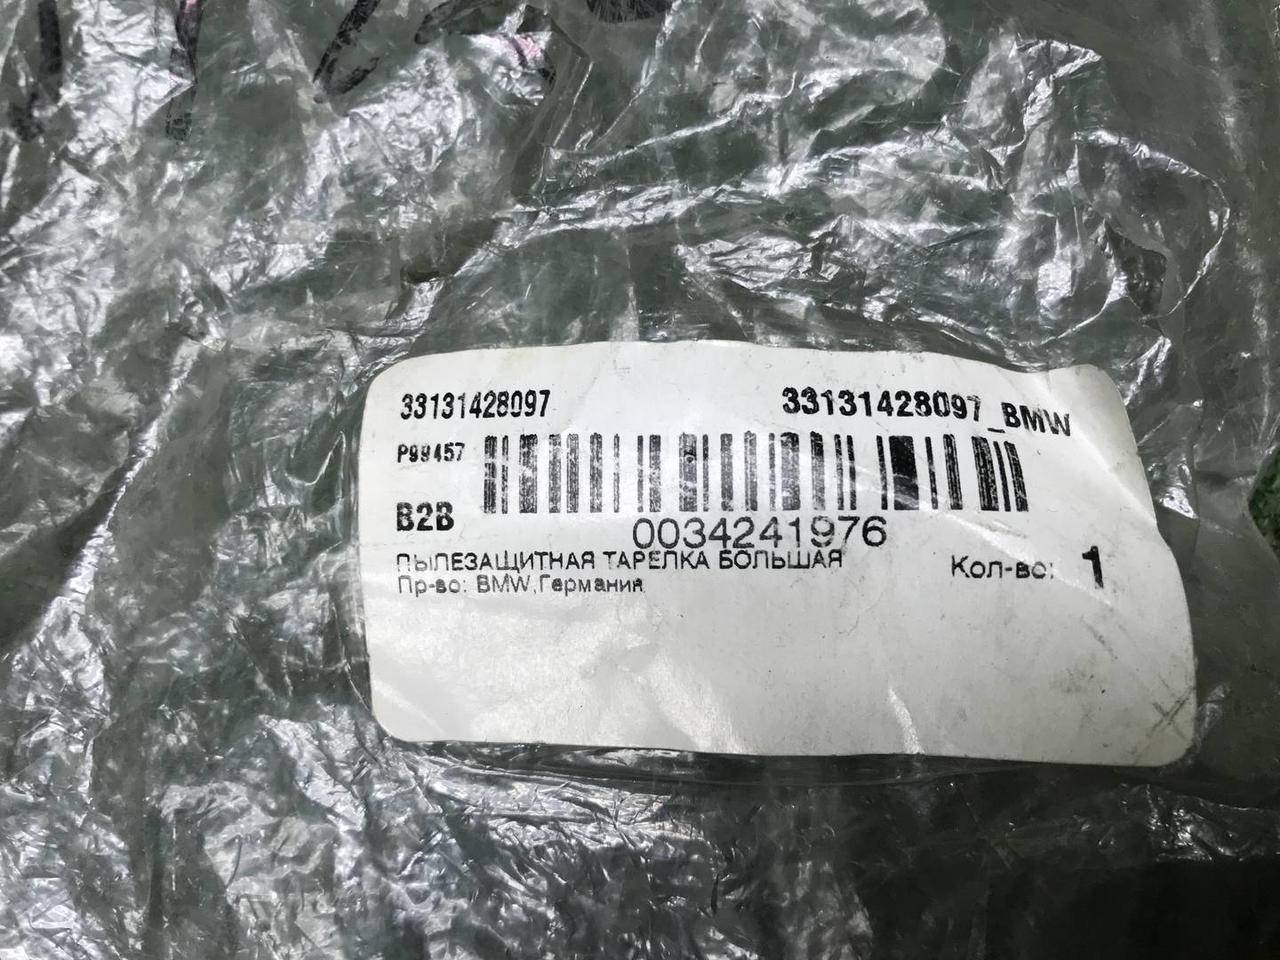 33131428097 33131428097_BMW
P99457
B2B
0034241976
ПЫЛЕЗАЩИТНАЯ ТАРЕЛКА БОЛЬШАЯ Кол-во: 1
Пр-во: BMW,Германия